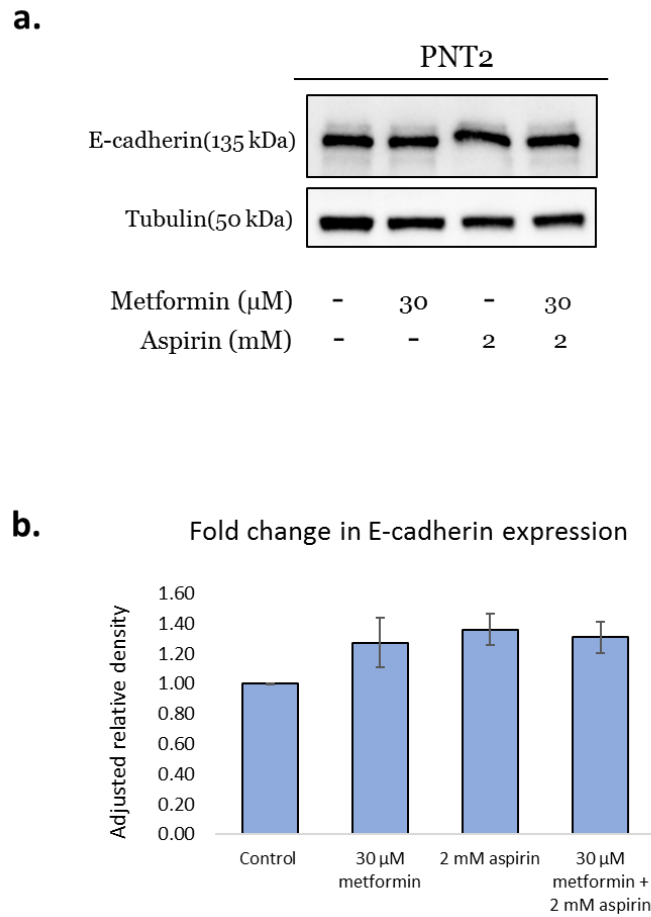 a.
PNT2
E-cadherin(135 kDa)
Tubulin(50 kDa)
Metformin (µM) - 30 - 30
Aspirin (mM) - - 2 2
b.
Fold change in E-cadherin expression
Adjusted relative density
1.60
1.40
1.20
1.00
0.80
0.60
0.40
0.20
0.00
Control
30 µM
metformin
2 mM aspirin
30 µM
metformin +
2 mM aspirin